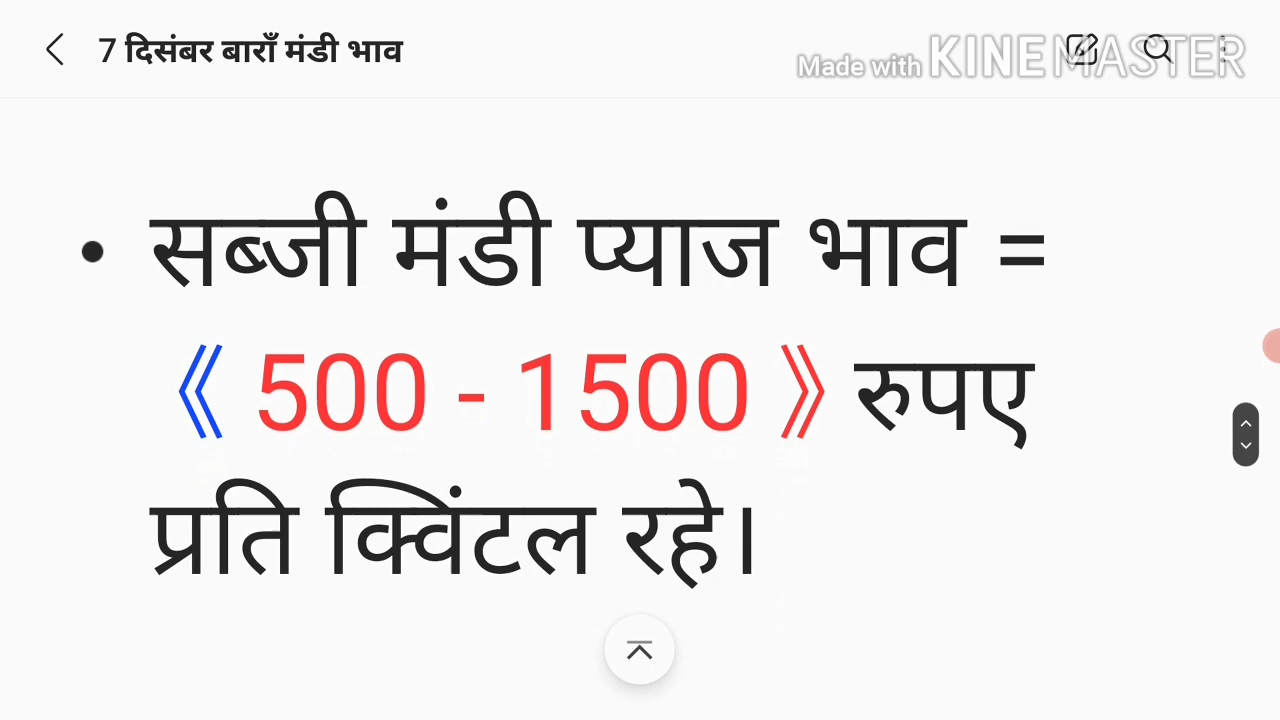 7 दिसंबर बाराँ मंडी भाव
Made with KINEMASTER
• सब्जी मंडी प्याज भाव =
《 500 - 1500 》रुपए
प्रति क्विंटल रहे।